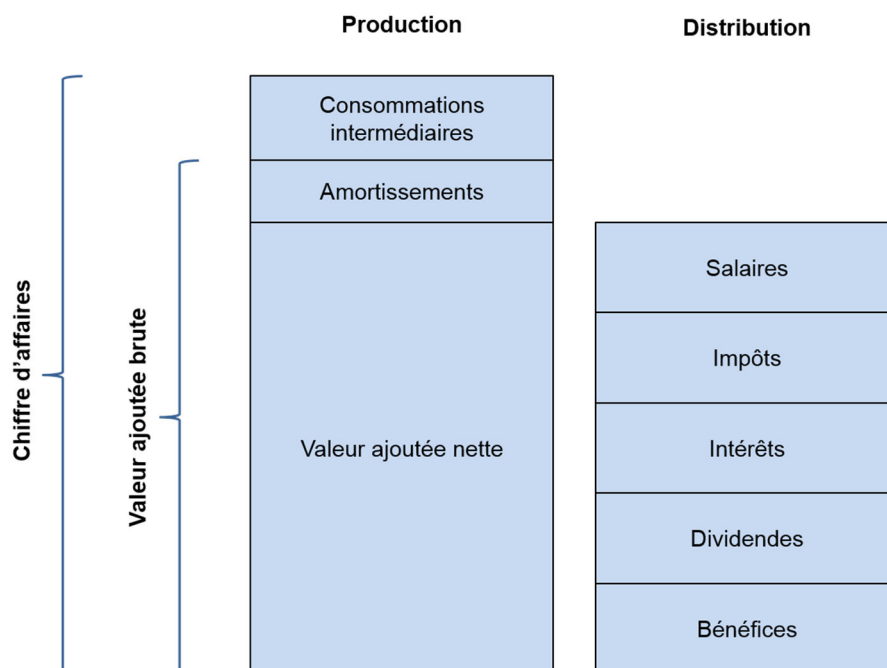 Production
Distribution
Consommations
intermédiaires
Amortissements
Valeur ajoutée nette
Salaires
Impôts
Intérêts
Dividendes
Bénéfices
Chiffre d’affaires
Valeur ajoutée brute